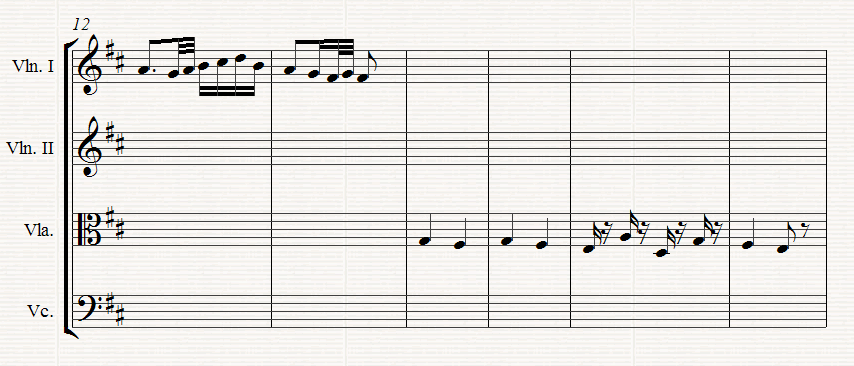 12
Vln. I
Vln. II
Vla.
Vc.